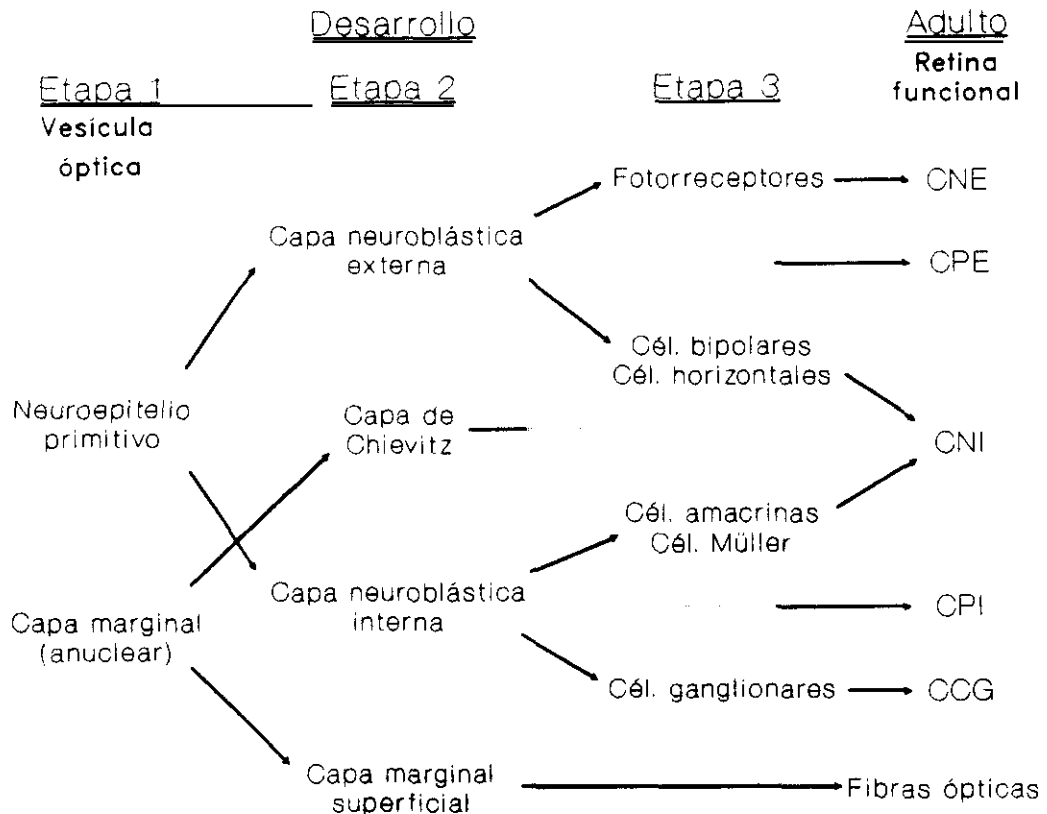 Desarrollo
Adulto
Etapa 1
Etapa 2
Etapa 3
Retina
funcional
Vesícula
óptica
Fotorreceptores
CNE
Capa neuroblástica
externa
CPE
Cél. bipolares
Cél. horizontales
Neuroepitelio
primitivo
Capa de
Chievitz
CNI
Cél. amacrinas
Cél. Müller
Capa neuroblástica
interna
CPI
Capa marginal
(anuclear)
Cél. ganglionares
CCG
Capa marginal
superficial
Fibras ópticas